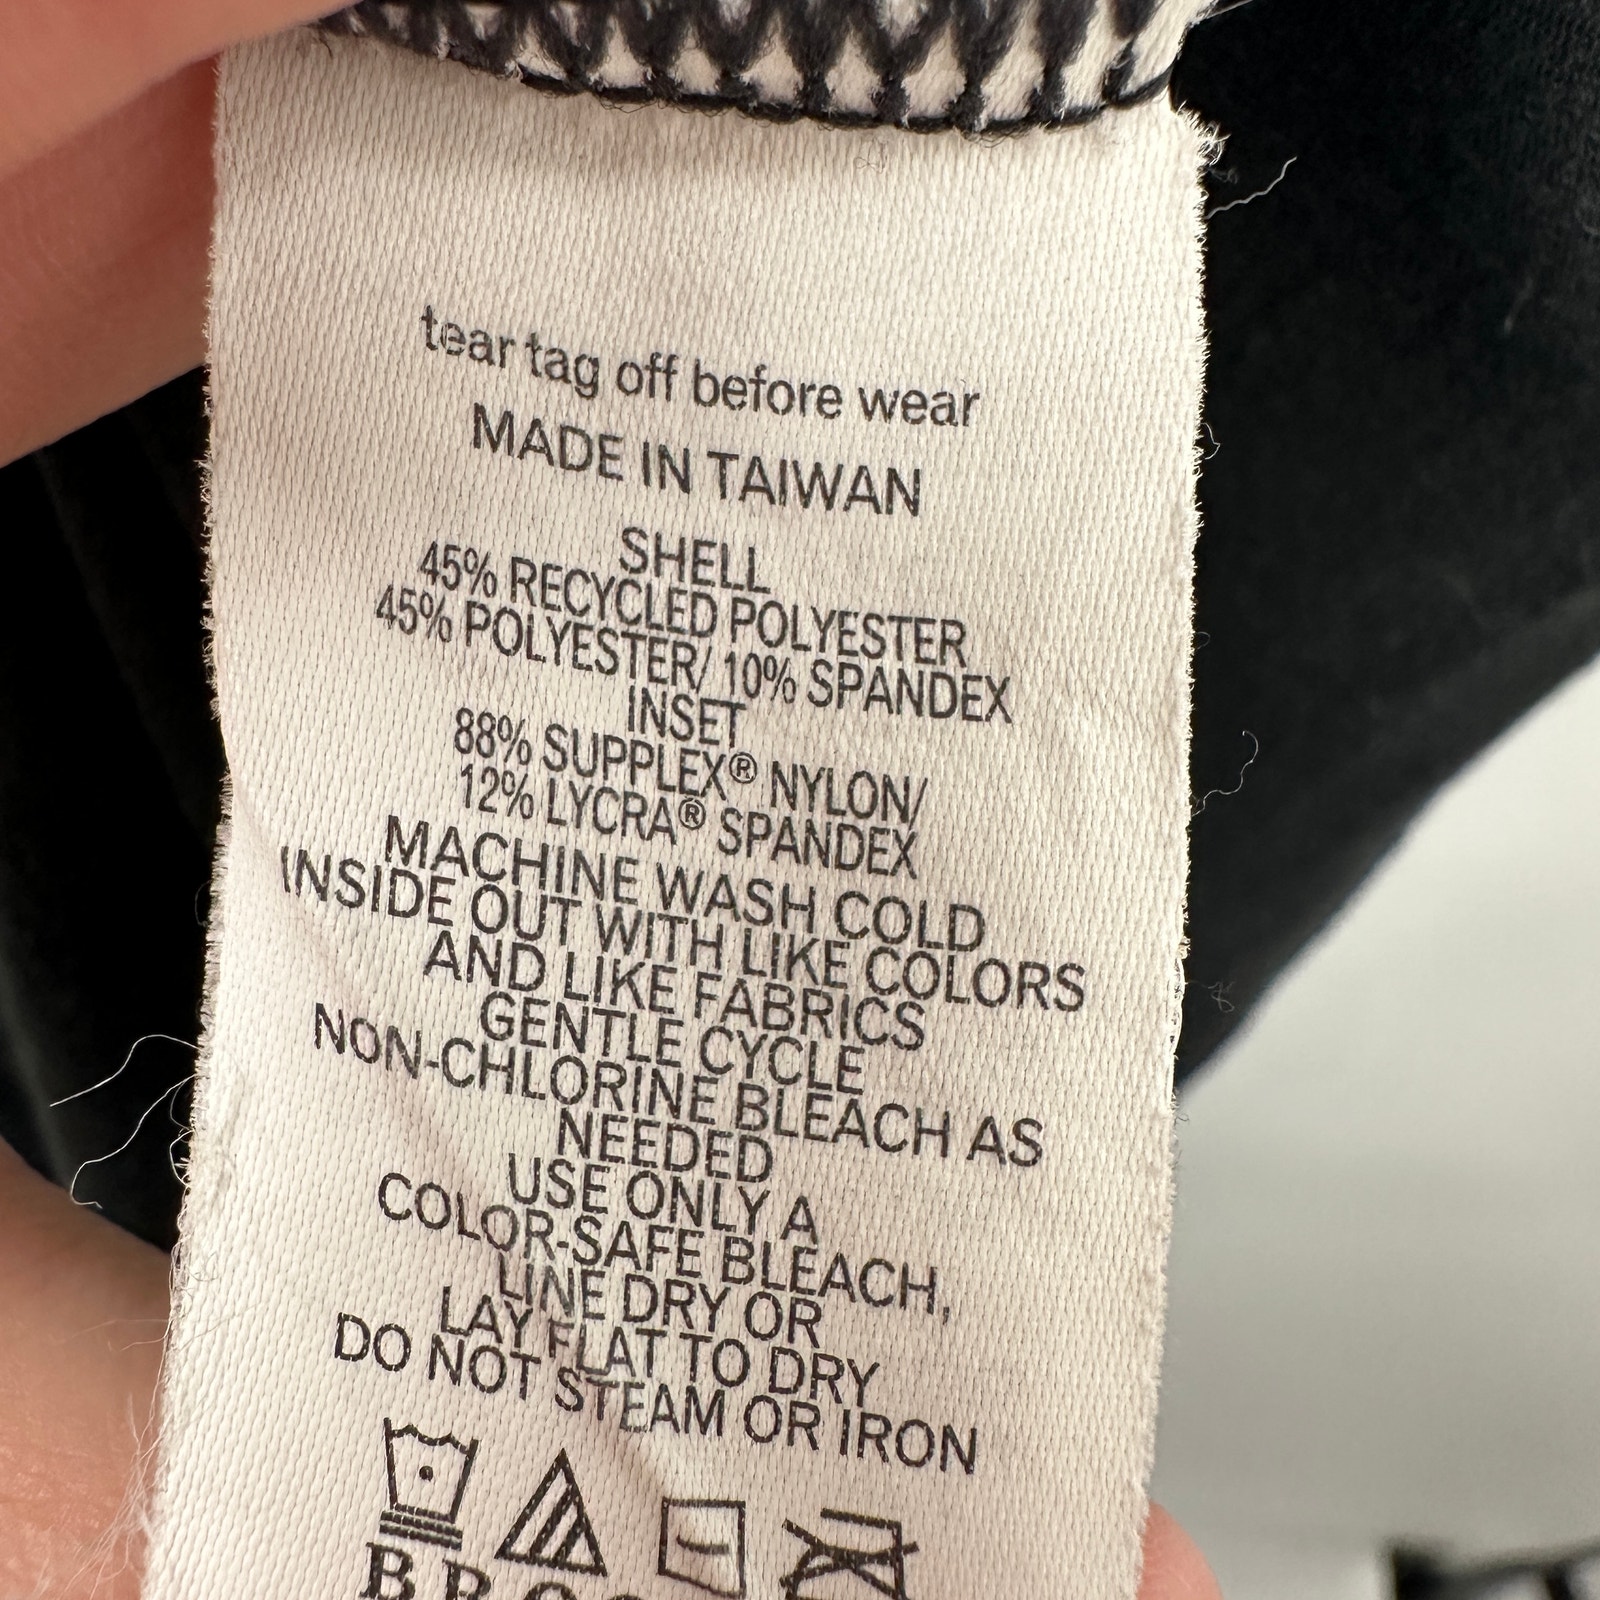 tear tag off before wear
MADE IN TAIWAN
SHELL
45% RECYCLED POLYESTER
45% POLYESTER/ 10% SPANDEX
INSET
88% SUPPLEX® NYLON/
12% LYCRA® SPANDEX
MACHINE WASH COLD
INSIDE OUT WITH LIKE COLORS
AND LIKE FABRICS
GENTLE CYCLE
NON-CHLORINE BLEACH AS
NEEDED
USE ONLY A
COLOR-SAFE BLEACH,
LINE DRY OR
LAY FLAT TO DRY
DO NOT STEAM OR IRON